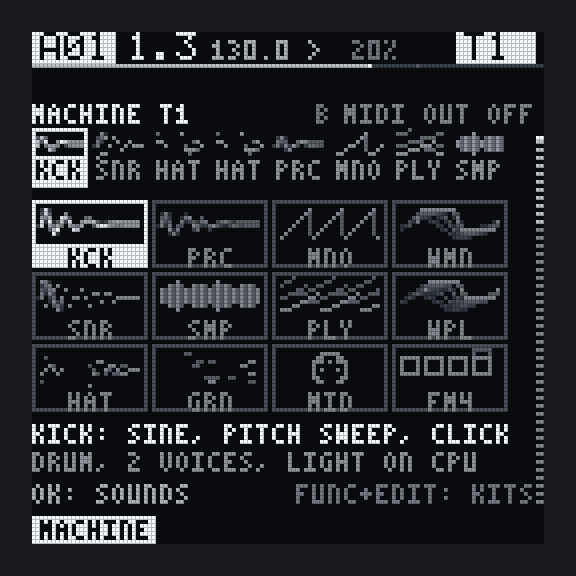 A01 1.3 130.0 > 20% T1
MACHINE T1 B MIDI OUT OFF
KCK SNR HAT HAT PRC MNO PLY SMP
KCK PRC MNO WMN
SNR SMP PLY WPL
HAT GRN MID FM4
KICK: SINE, PITCH SWEEP, CLICK
DRUM, 2 VOICES, LIGHT ON CPU
OK: SOUNDS FUNC+EDIT: KITS
MACHINE